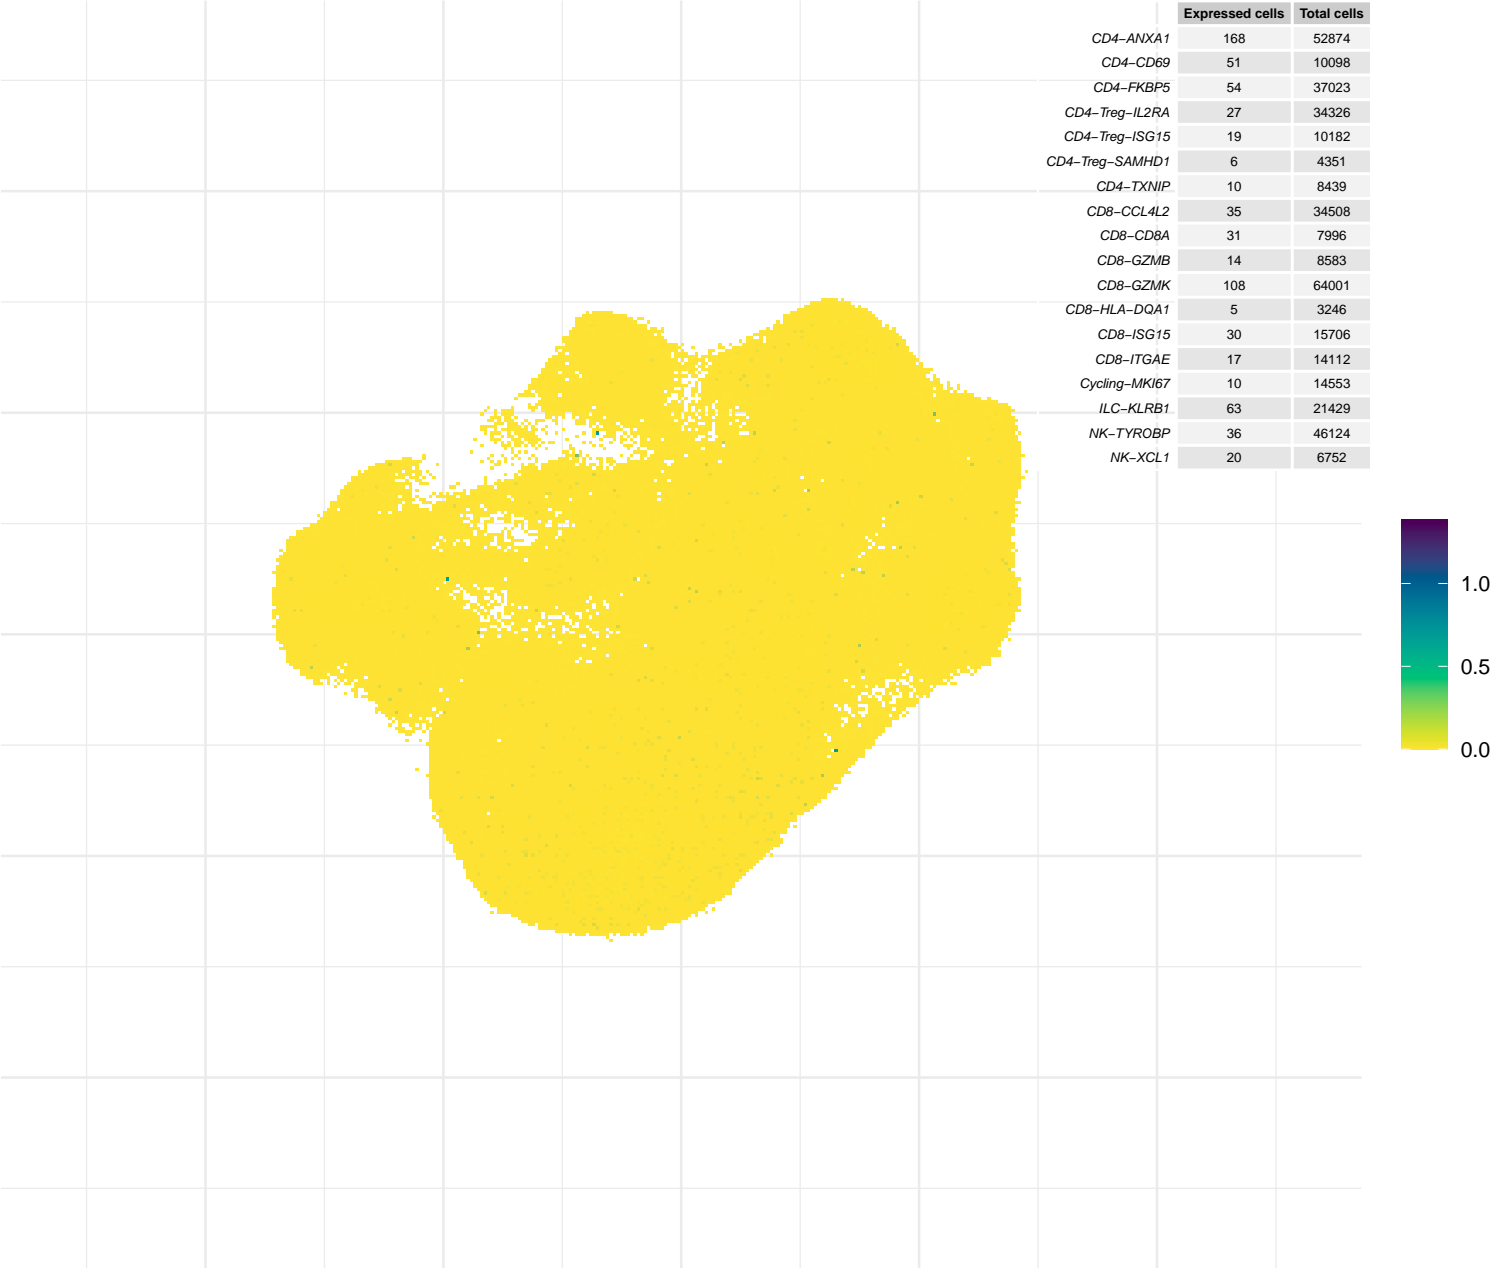 Expressed cells Total cells
CD4−ANXA1 168 52874
CD4−CD69 51 10098
CD4−FKBP5 54 37023
CD4−Treg−IL2RA 27 34326
CD4−Treg−ISG15 19 10182
CD4−Treg−SAMHD1 6 4351
CD4−TXNIP 10 8439
CD8−CCL4L2 35 34508
CD8−CD8A 31 7996
CD8−GZMB 14 8583
CD8−GZMK 108 64001
CD8−HLA−DQA1 5 3246
CD8−ISG15 30 15706
CD8−ITGAE 17 14112
Cycling−MKI67 10 14553
ILC−KLRB1 63 21429
NK−TYROBP 36 46124
NK−XCL1 20 6752
1.0
0.5
0.0